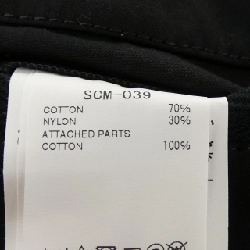 SCM-039
COTTON 70%
NYLON 30%
ATTACHED PARTS
COTTON 100%